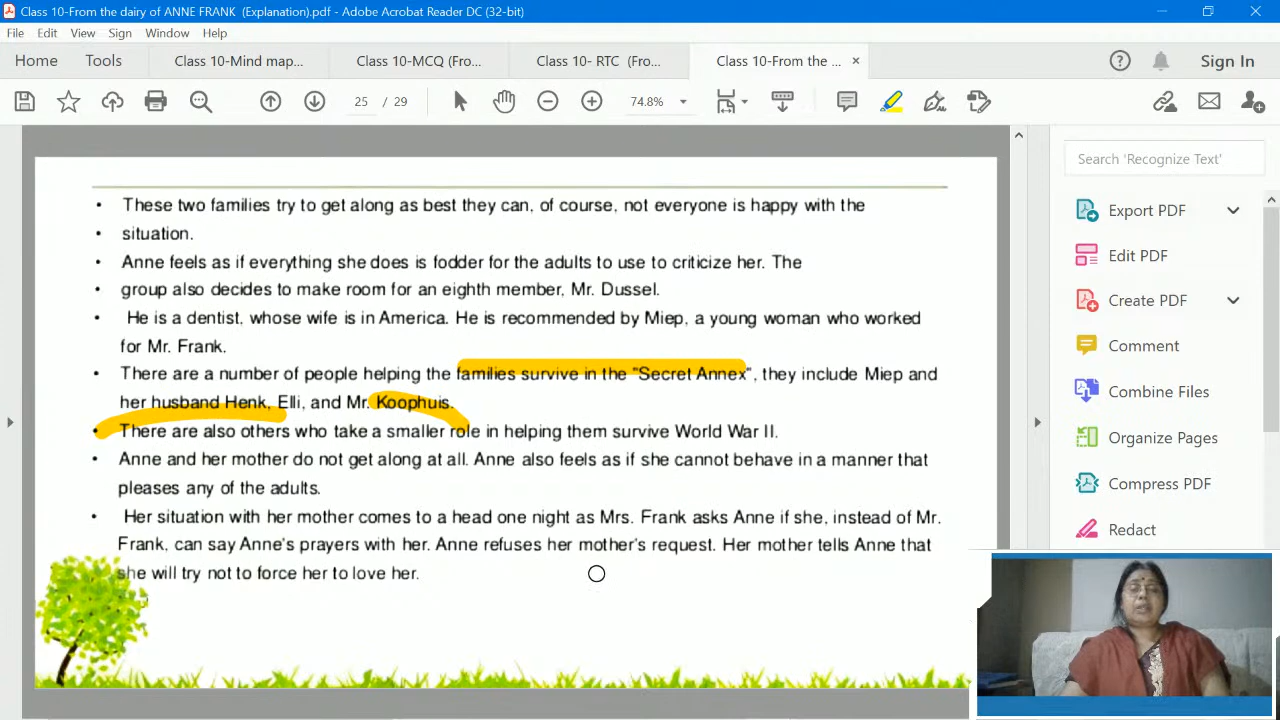 Class 10-From the dairy of ANNE FRANK (Explanation).pdf - Adobe Acrobat Reader DC (32-bit)
File Edit View Sign Window Help
Home Tools Class 10-Mind map... Class 10-MCQ (Fro... Class 10- RTC (Fro... Class 10-From the ... × Sign In
25 / 29 74.8%
• These two families try to get along as best they can, of course, not everyone is happy with the
• situation.
• Anne feels as if everything she does is fodder for the adults to use to criticize her. The
• group also decides to make room for an eighth member, Mr. Dussel.
• He is a dentist, whose wife is in America. He is recommended by Miep, a young woman who worked
for Mr. Frank.
• There are a number of people helping the families survive in the "Secret Annex", they include Miep and
her husband Henk, Elli, and Mr. Koophuis.
• There are also others who take a smaller role in helping them survive World War II.
• Anne and her mother do not get along at all. Anne also feels as if she cannot behave in a manner that
pleases any of the adults.
• Her situation with her mother comes to a head one night as Mrs. Frank asks Anne if she, instead of Mr.
Frank, can say Anne's prayers with her. Anne refuses her mother's request. Her mother tells Anne that
she will try not to force her to love her.
Search 'Recognize Text'
Export PDF
Edit PDF
Create PDF
Comment
Combine Files
Organize Pages
Compress PDF
Redact